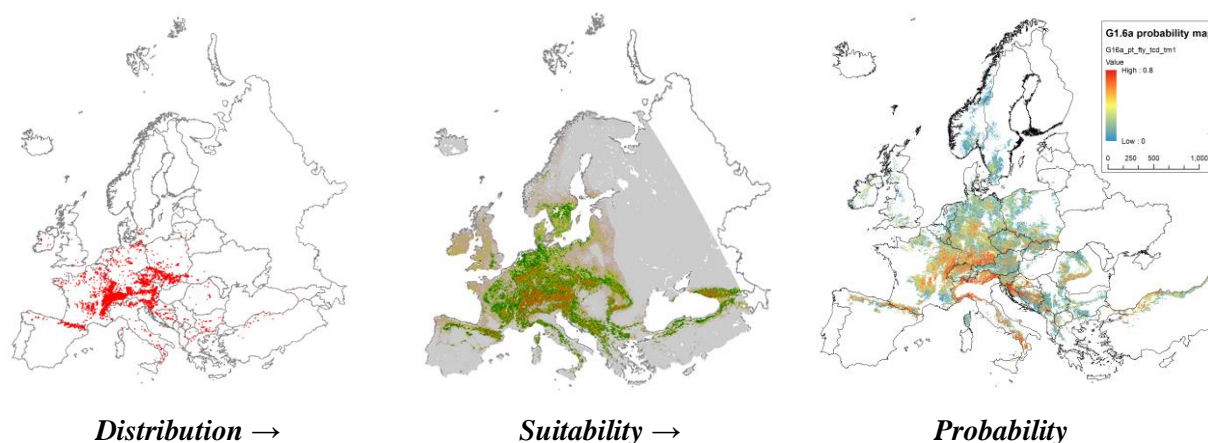 G1.6a probability map
G16a_pt_fty_tcd_tm1
Value
High : 0.8
Low : 0
0 250 500 1,000
Distribution →
Suitability →
Probability